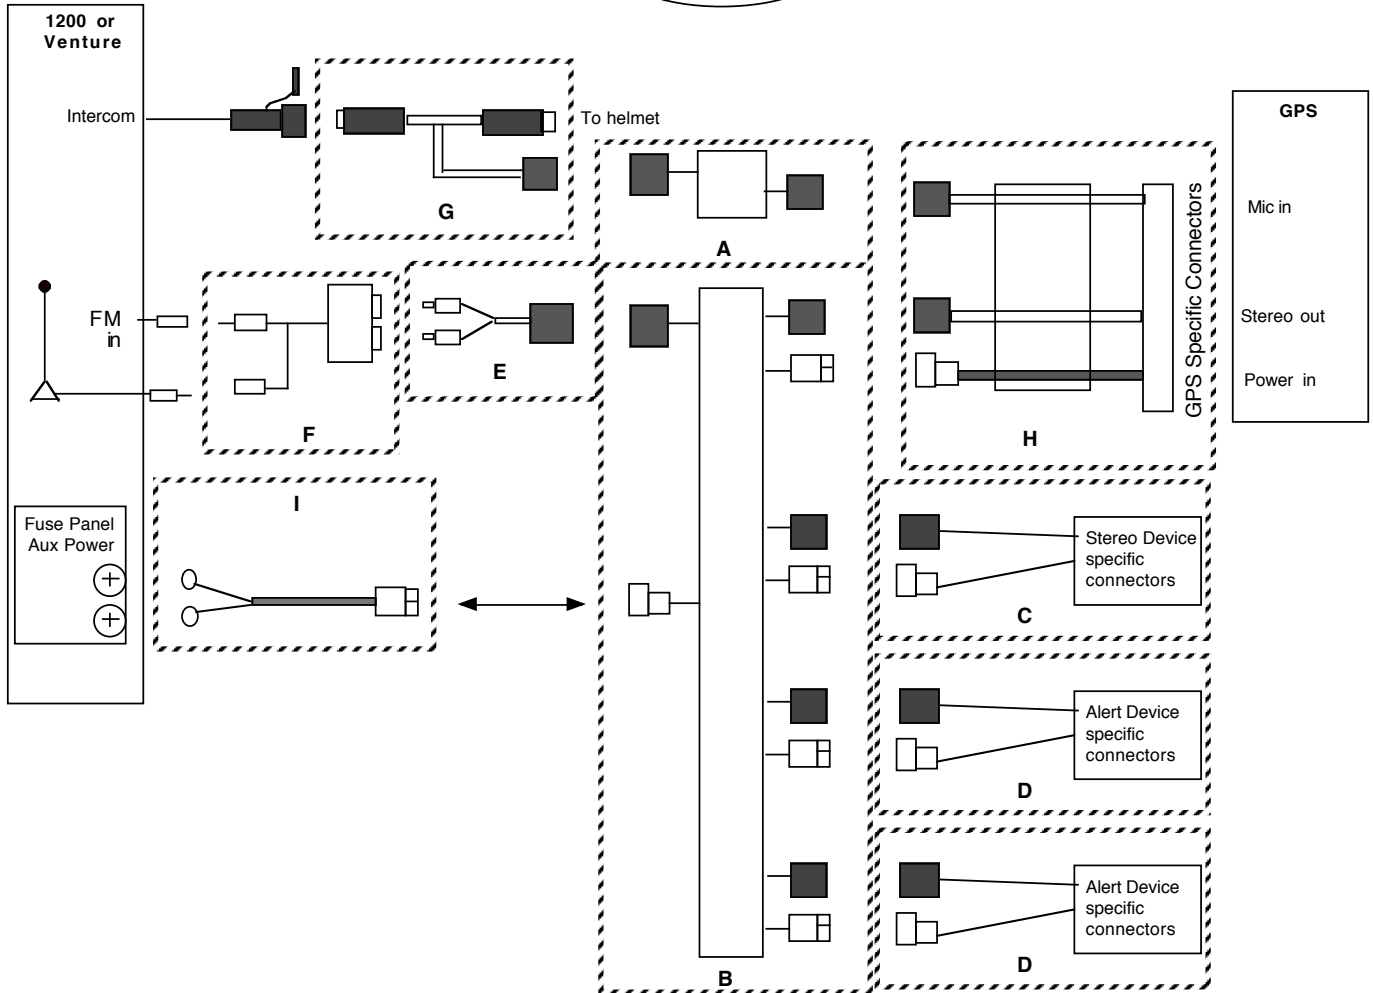 1200 or
Venture
Intercom
To helmet
G
A
GPS
Mic in
Stereo out
Power in
GPS Specific Connectors
H
FM
in
F
E
I
Fuse Panel
Aux Power
Stereo Device
specific
connectors
C
Alert Device
specific
connectors
D
Alert Device
specific
connectors
D
B